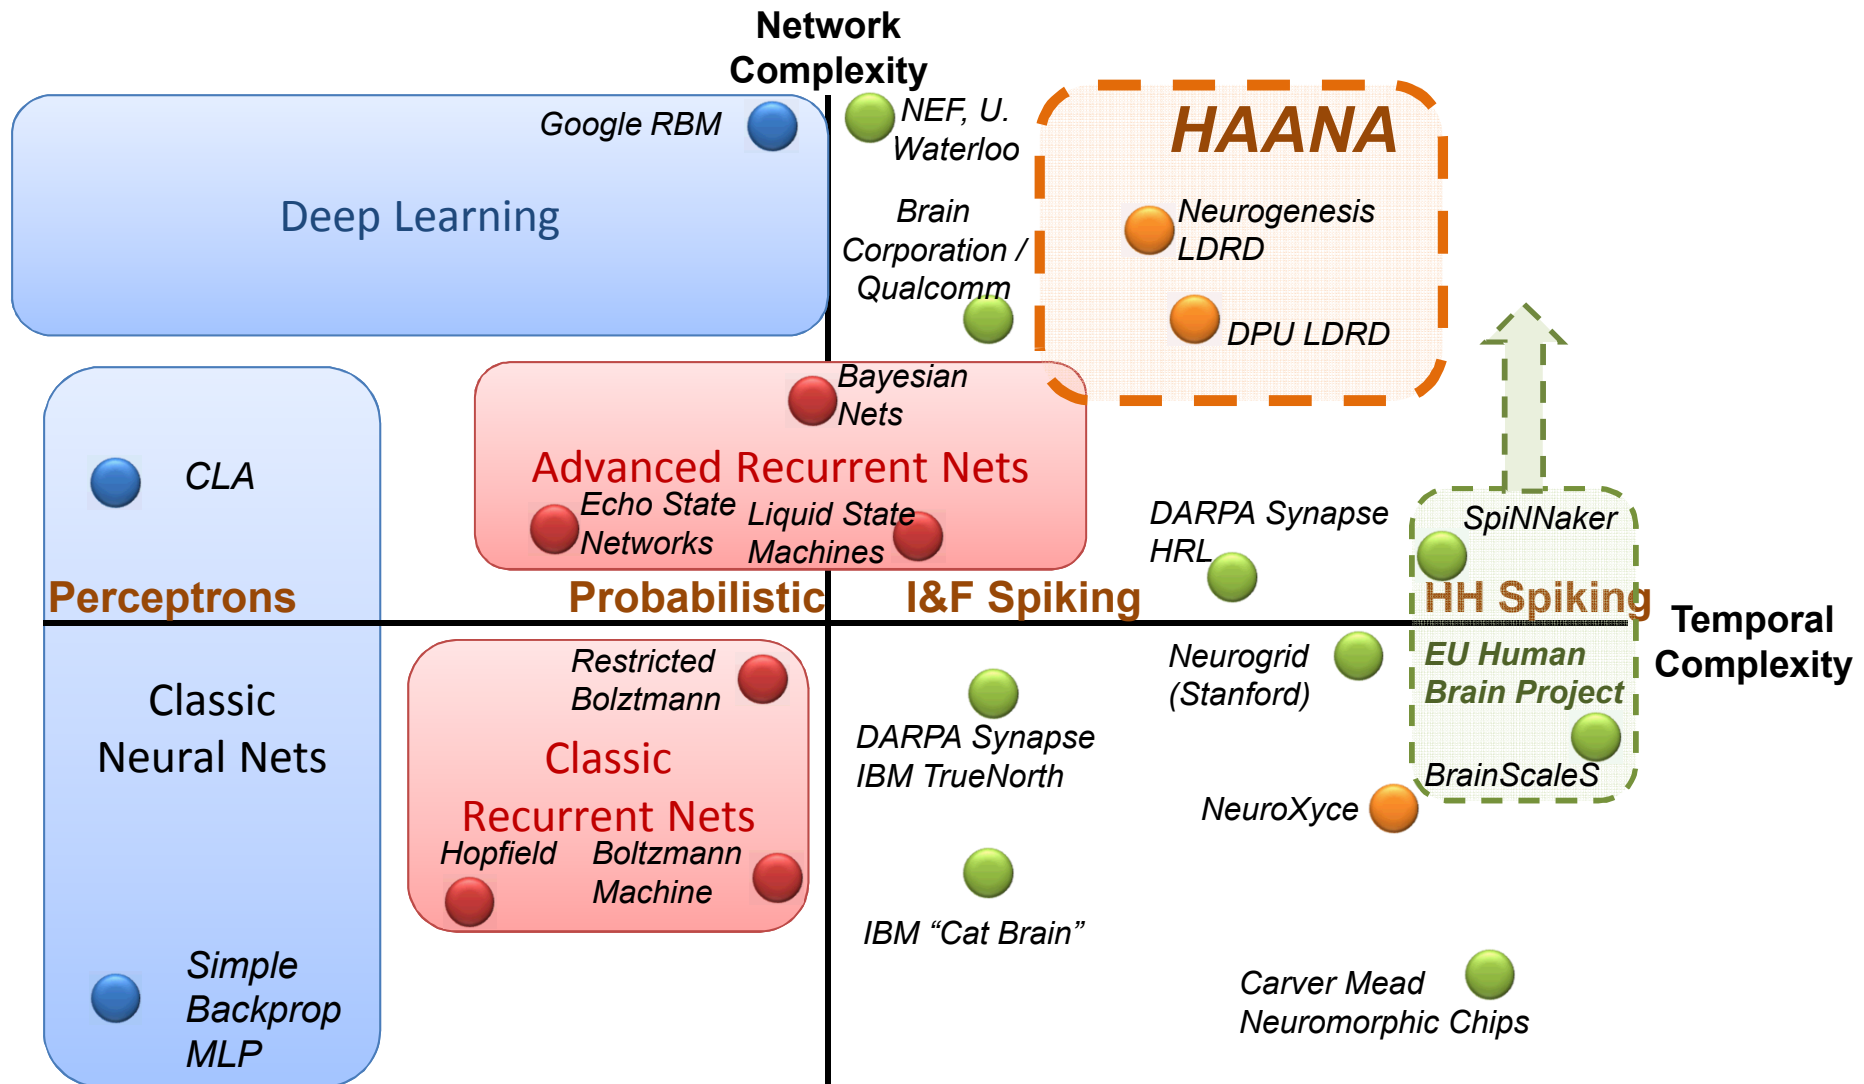 Network
Complexity
Google RBM
NEF, U.
Waterloo
HAANA
Deep Learning
Brain
Corporation /
Qualcomm
Neurogenesis
LDRD
DPU LDRD
Bayesian
Nets
Advanced Recurrent Nets
CLA
Echo State
Networks
Liquid State
Machines
DARPA Synapse
HRL
SpiNNaker
Perceptrons
Probabilistic
I&F Spiking
HH Spiking
Temporal
Complexity
Classic
Neural Nets
Restricted
Bolztmann
Classic
Recurrent Nets
Hopfield
Boltzmann
Machine
DARPA Synapse
IBM TrueNorth
Neurogrid
(Stanford)
EU Human
Brain Project
BrainScaleS
NeuroXyce
IBM “Cat Brain”
Simple
Backprop
MLP
Carver Mead
Neuromorphic Chips